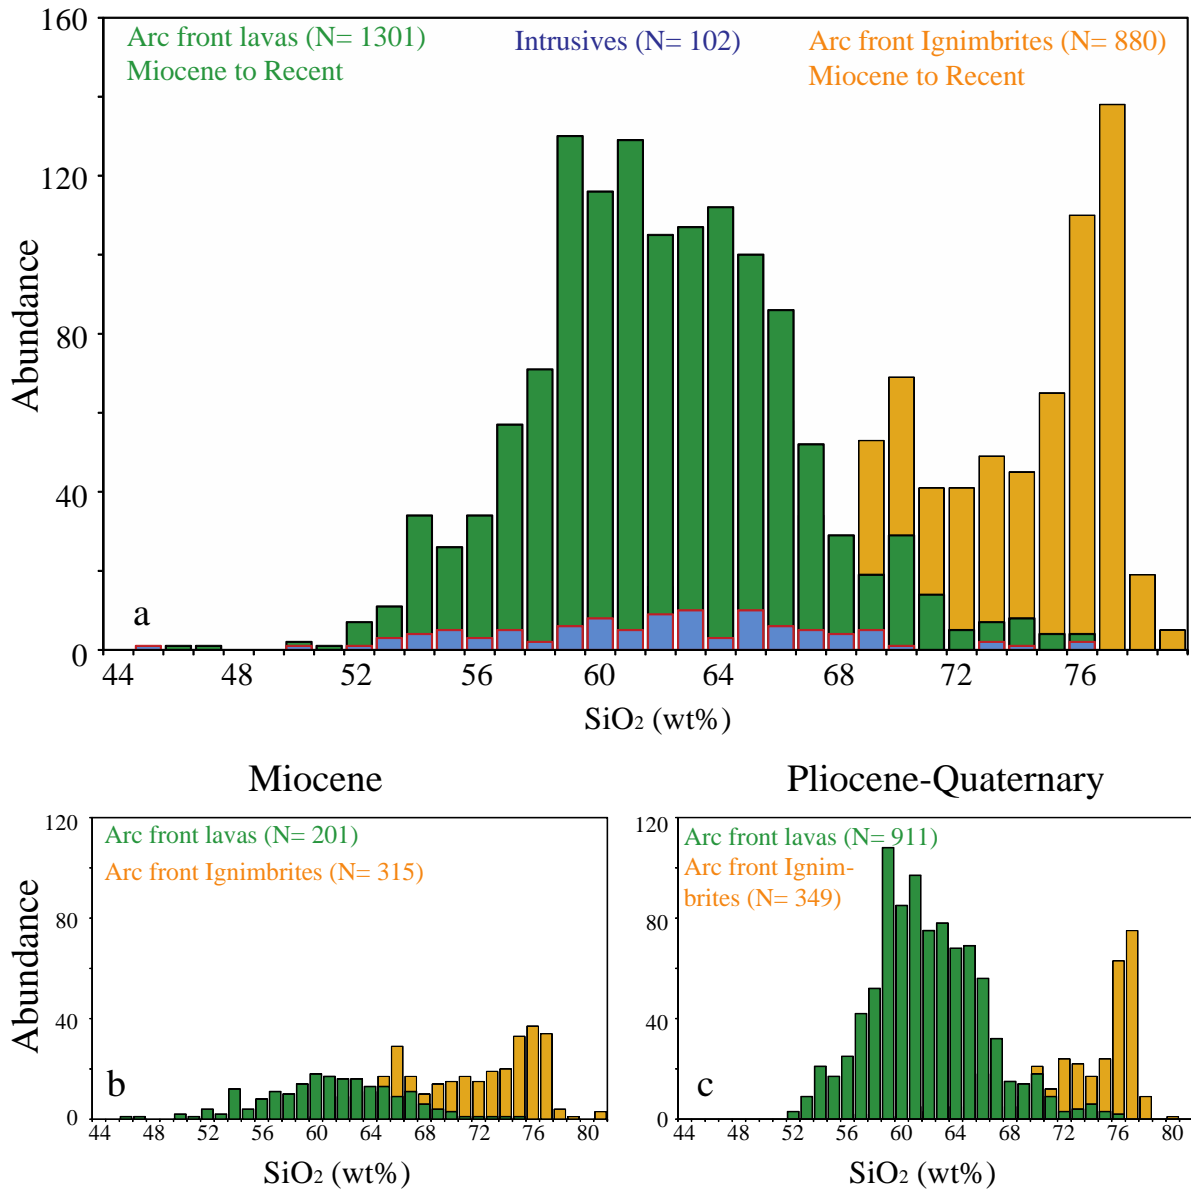 160
Arc front lavas (N= 1301)
Miocene to Recent
Intrusives (N= 102)
Arc front Ignimbrites (N= 880)
Miocene to Recent
120
80
40
0
Abundance
a
44 48 52 56 60 64 68 72 76
SiO2 (wt%)
Miocene
120
Arc front lavas (N= 201)
Arc front Ignimbrites (N= 315)
80
40
0
Abundance
b
44 48 52 56 60 64 68 72 76 80
SiO2 (wt%)
Pliocene-Quaternary
120
Arc front lavas (N= 911)
Arc front Ignim-
brites (N= 349)
80
40
0
c
44 48 52 56 60 64 68 72 76 80
SiO2 (wt%)